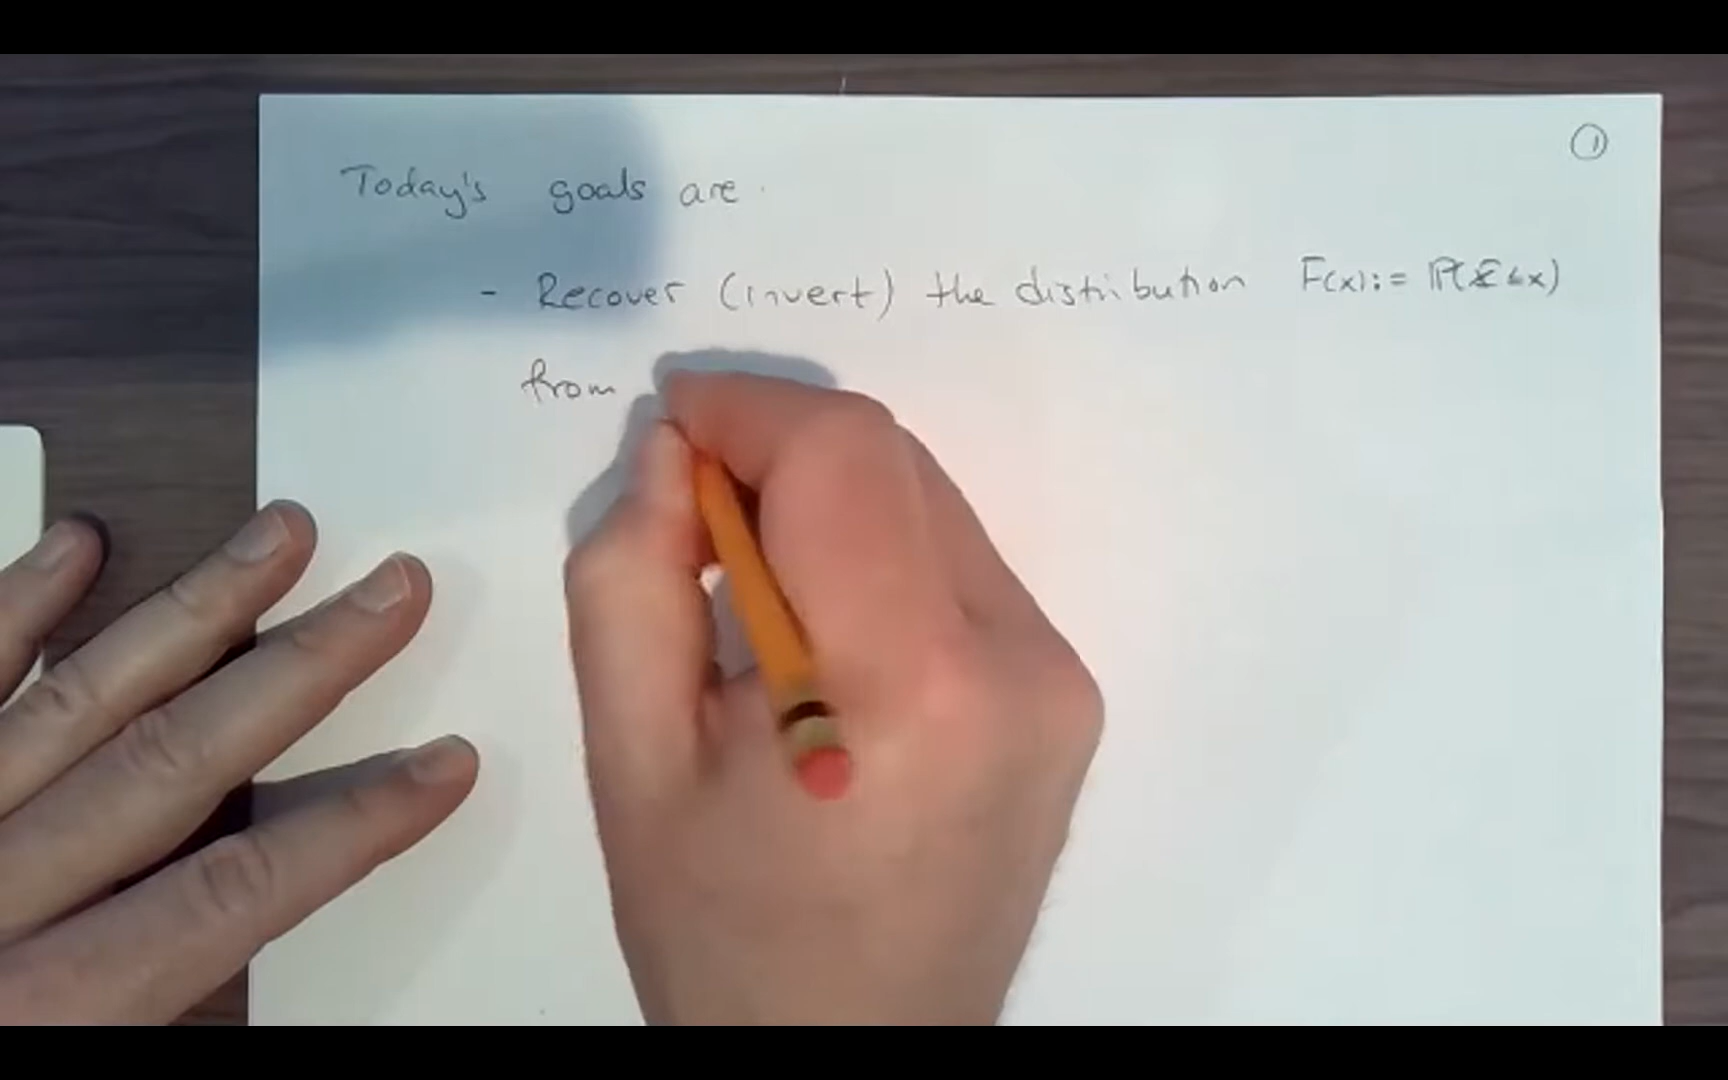 ①
Today's goals are
- Recover (invert) the distribution F(x) := ℙ(X ≤ x)
from